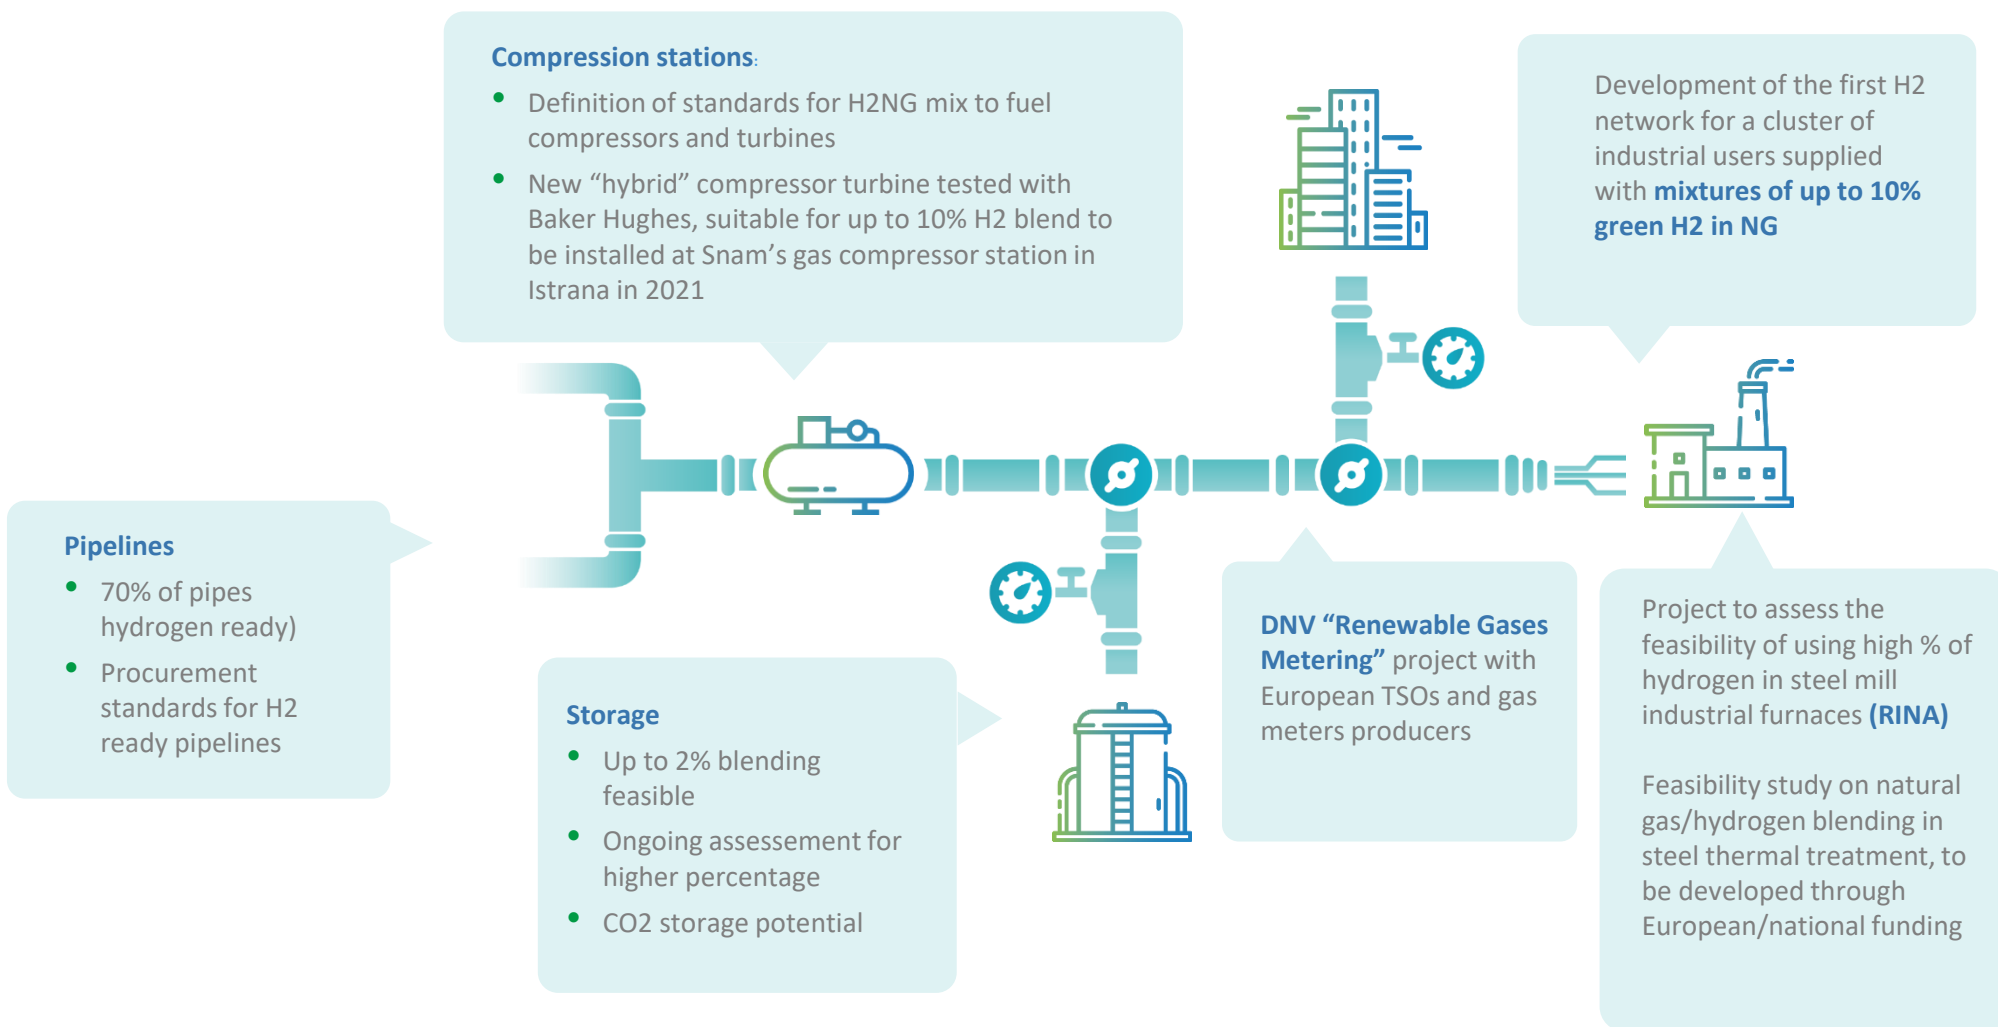 Compression stations:
• Definition of standards for H2NG mix to fuel
compressors and turbines
• New “hybrid” compressor turbine tested with
Baker Hughes, suitable for up to 10% H2 blend to
be installed at Snam’s gas compressor station in
Istrana in 2021
Development of the first H2
network for a cluster of
industrial users supplied
with mixtures of up to 10%
green H2 in NG
Pipelines
• 70% of pipes
hydrogen ready)
• Procurement
standards for H2
ready pipelines
Storage
• Up to 2% blending
feasible
• Ongoing assessement for
higher percentage
• CO2 storage potential
DNV “Renewable Gases
Metering” project with
European TSOs and gas
meters producers
Project to assess the
feasibility of using high % of
hydrogen in steel mill
industrial furnaces (RINA)
Feasibility study on natural
gas/hydrogen blending in
steel thermal treatment, to
be developed through
European/national funding